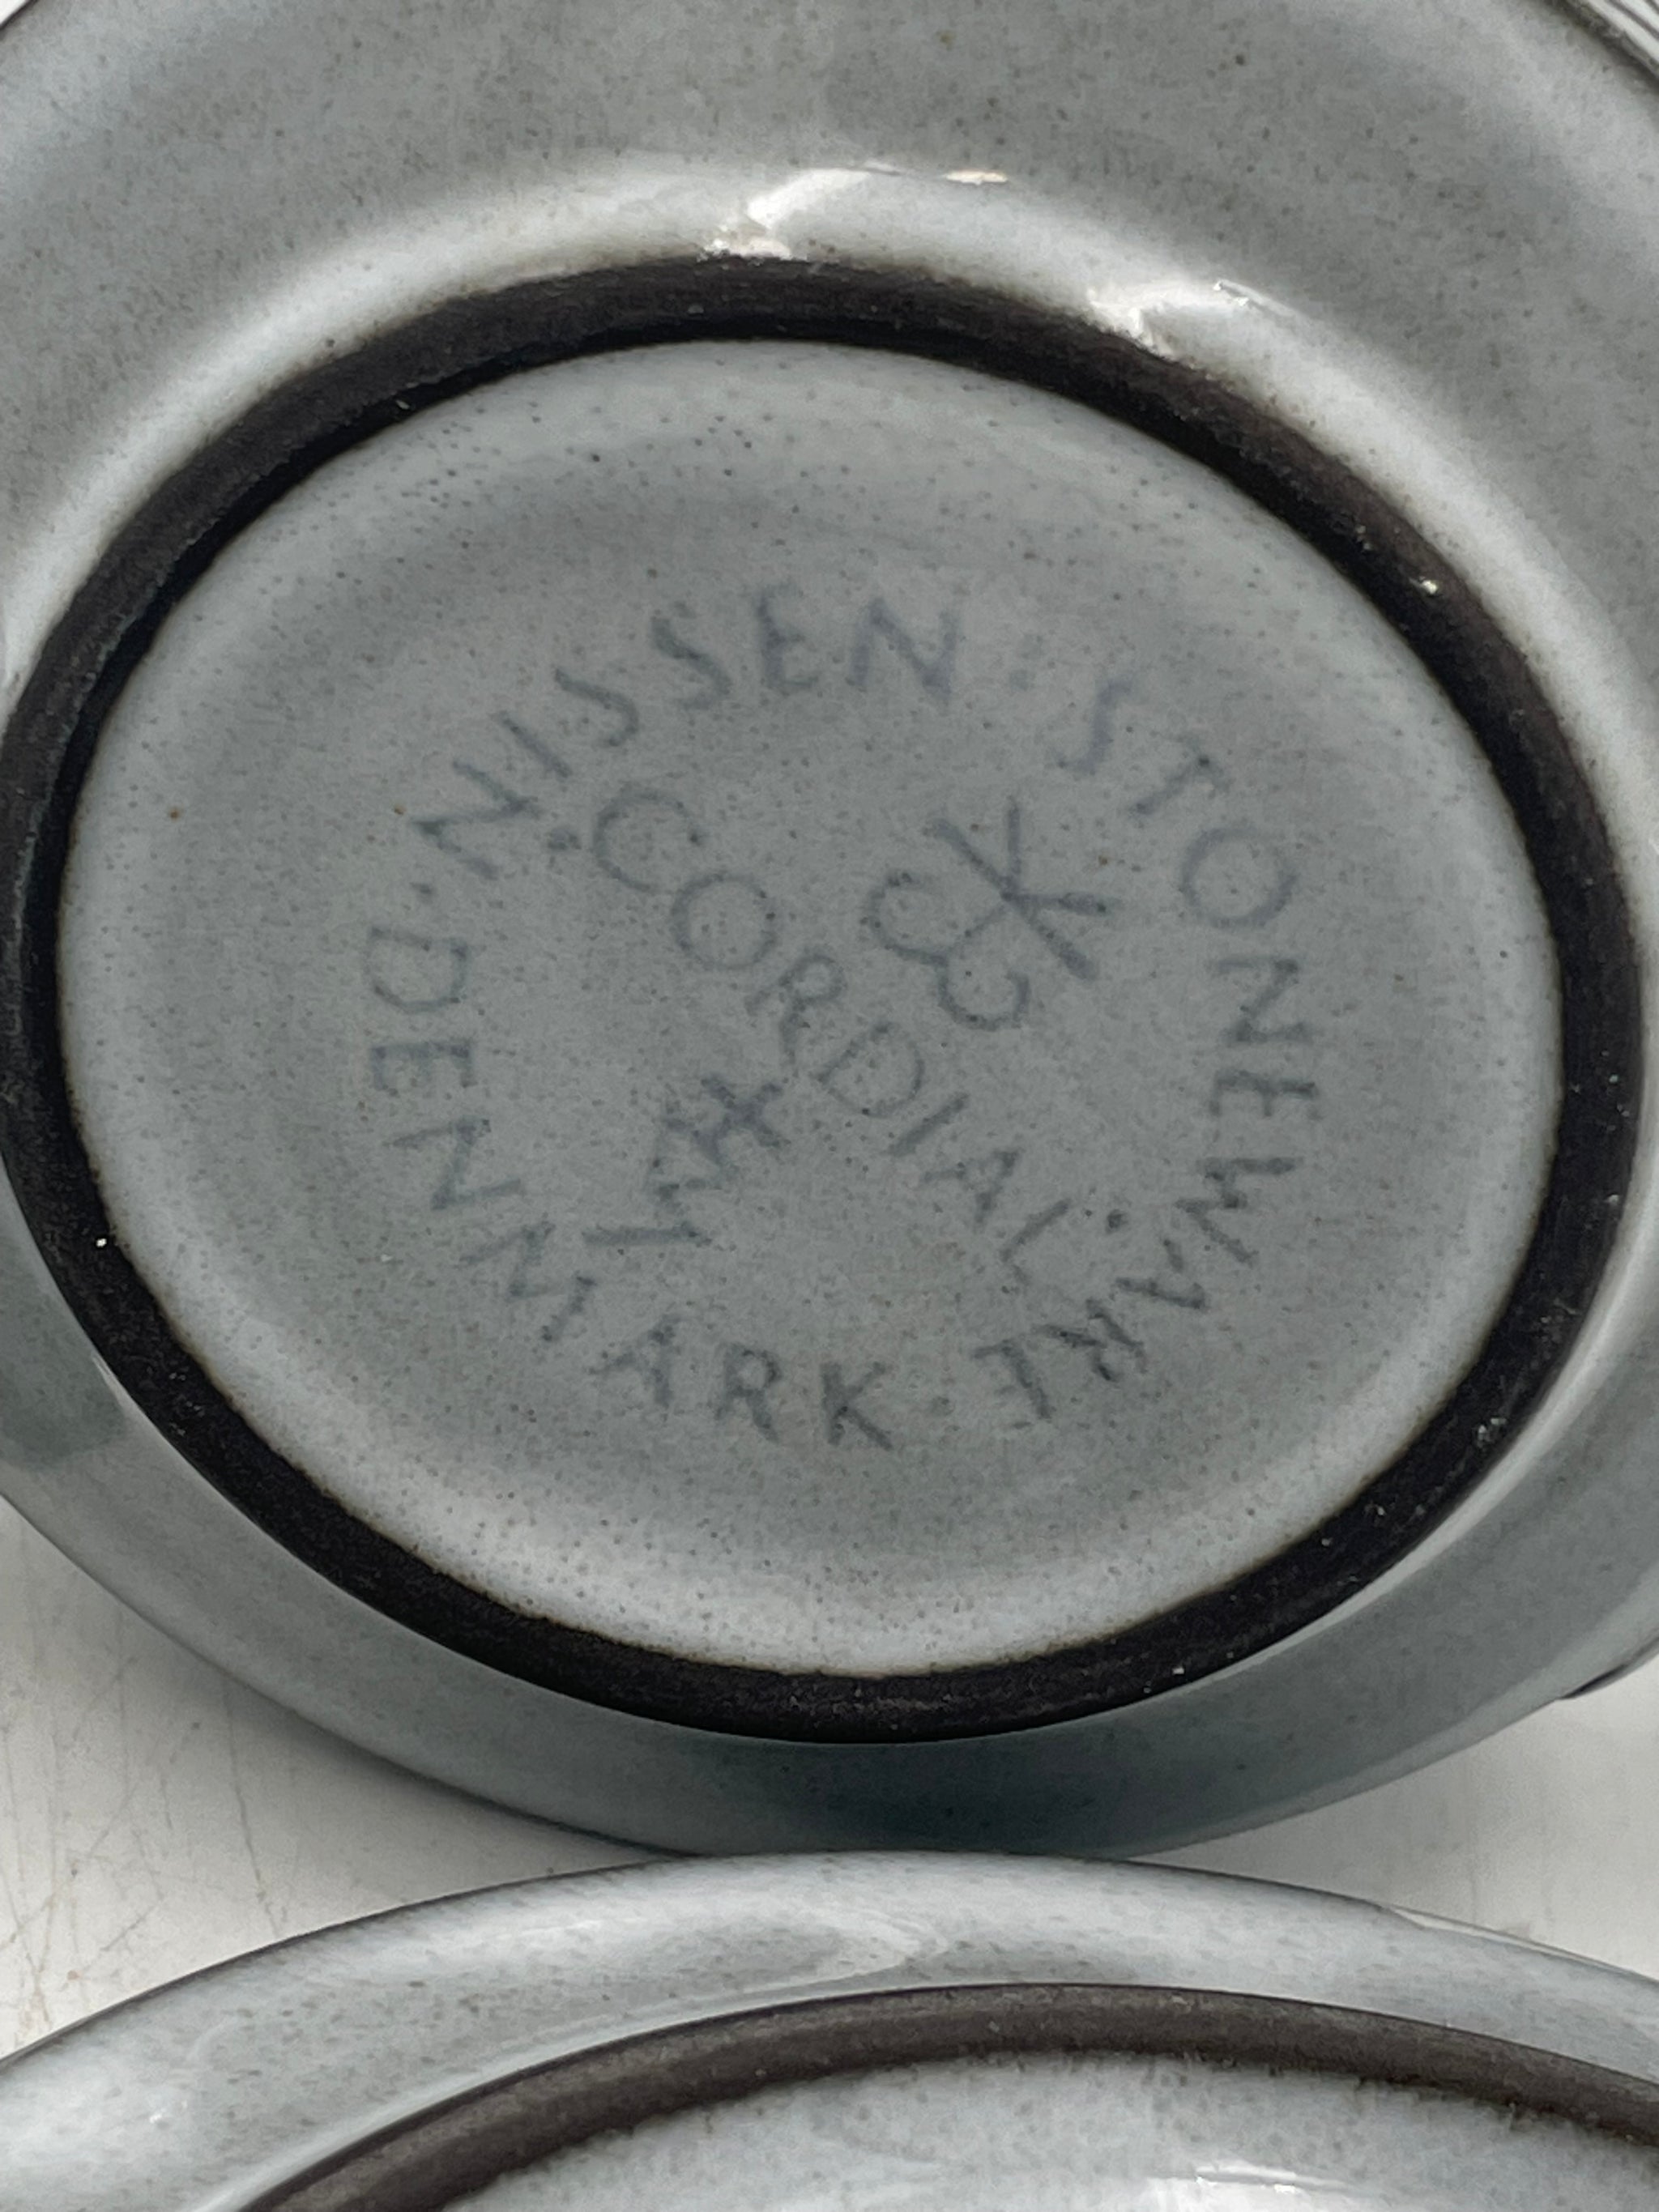 NISSEN · STONEWARE · DENMARK ·
· CORDIAL ·